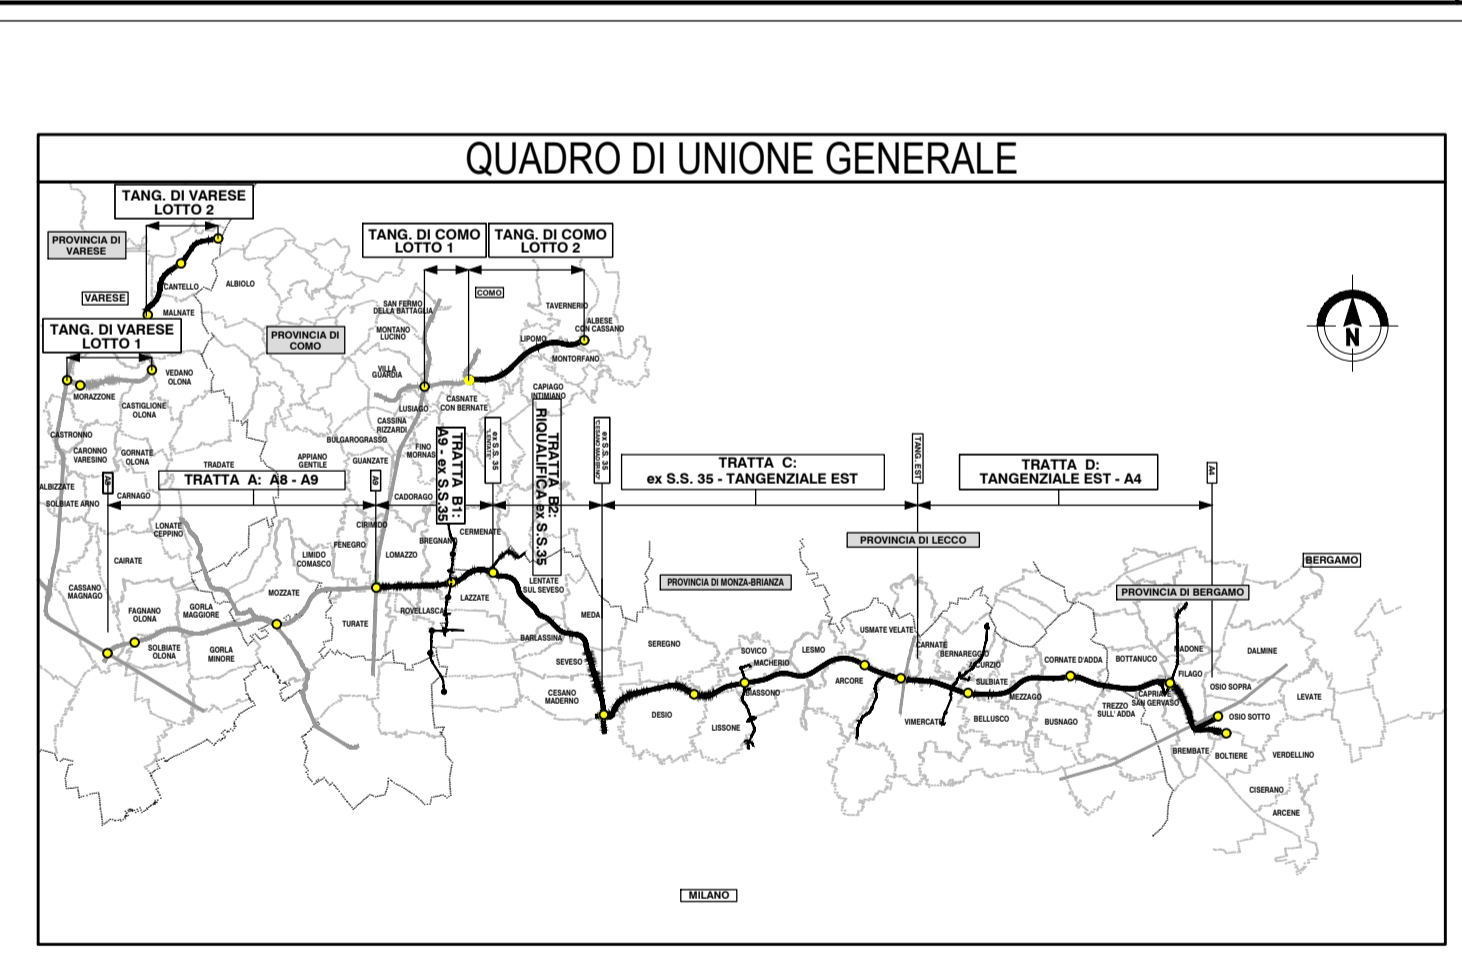 QUADRO DI UNIONE GENERALE
TANG. DI VARESE
LOTTO 2
PROVINCIA DI
VARESE
TANG. DI COMO
LOTTO 1
TANG. DI COMO
LOTTO 2
CANTELLO
ALBIOLO
VARESE
MALNATE
COMO
SAN FERMO
DELLA BATTAGLIA
TAVERNERIO
ALBESE
CON CASSANO
TANG. DI VARESE
LOTTO 1
PROVINCIA DI
COMO
MONTANO
LUCINO
LIPOMO
MONTORFANO
N
VEDANO
OLONA
MORAZZONE
VILLA
GUARDIA
CAPIAGO
INTIMIANO
CASTIGLIONE
OLONA
LUSIAGO
CASNATE
CON BERNATE
CASSINA
RIZZARDI
CASTRONNO
BULGAROGRASSO
CARONNO
VARESINO
GORNATE
OLONA
TRADATE
APPIANO
GENTILE
GUANZATE
FINO
MORNAS
TRATTA B1:
A9 - ex S.S.35
ex S.S. 35
TRATTA B2:
RIQUALIFICA ex S.S.35
ex S.S. 35
TRATTA C:
ex S.S. 35 - TANGENZIALE EST
TANG. EST
TRATTA D:
TANGENZIALE EST - A4
A4
A8
TRATTA A: A8 - A9
A9
ALBIZZATE
SOLBIATE ARNO
CARNAGO
CADORAGO
LONATE
CEPPINO
CIRIMIDO
FENEGRO
BREGNAN
CERMENATE
PROVINCIA DI LECCO
CAIRATE
LIMIDO
COMASCO
LOMAZZO
BERGAMO
CASSANO
MAGNAGO
MOZZATE
LAZZATE
LENTATE
SUL SEVESO
PROVINCIA DI MONZA-BRIANZA
PROVINCIA DI BERGAMO
FAGNANO
OLONA
GORLA
MAGGIORE
ROVELLASCA
TURATE
MEDA
SOLBIATE
OLONA
GORLA
MINORE
BARLASSINA
SEREGNO
SOVICO
MACHERIO
LESMO
USMATE VELATE
CARNATE
BERNAREGGIO
CORNATE D'ADDA
BOTTANUCO
MADONE
DALMINE
SEVESO
CESANO
MADERNO
BIASSONO
ARCORE
SULBIATE
MEZZAGO
FILAGO
CAPRIATE
SAN GERVASO
OSIO SOPRA
LEVATE
DESIO
LISSONE
VIMERCATE
BELLUSCO
BUSNAGO
TREZZO
SULL' ADDA
OSIO SOTTO
BREMBATE
BOLTIERE
VERDELLINO
CISERANO
ARCENE
MILANO